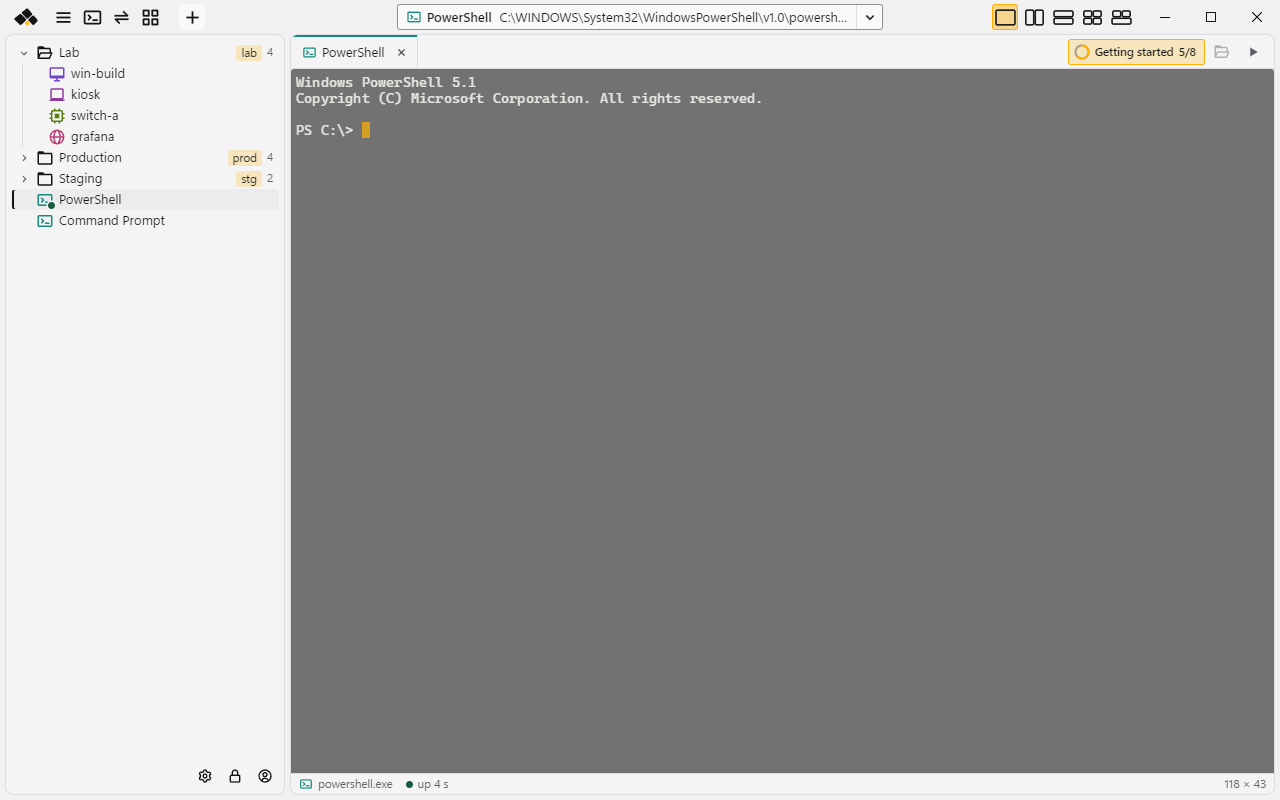 PowerShell C:\WINDOWS\System32\WindowsPowerShell\v1.0\powersh...
Lab lab 4
win-build
kiosk
switch-a
grafana
Production prod 4
Staging stg 2
PowerShell
Command Prompt
PowerShell
Getting started 5/8
Windows PowerShell 5.1
Copyright (C) Microsoft Corporation. All rights reserved.
PS C:\>
powershell.exe up 4 s
118 × 43